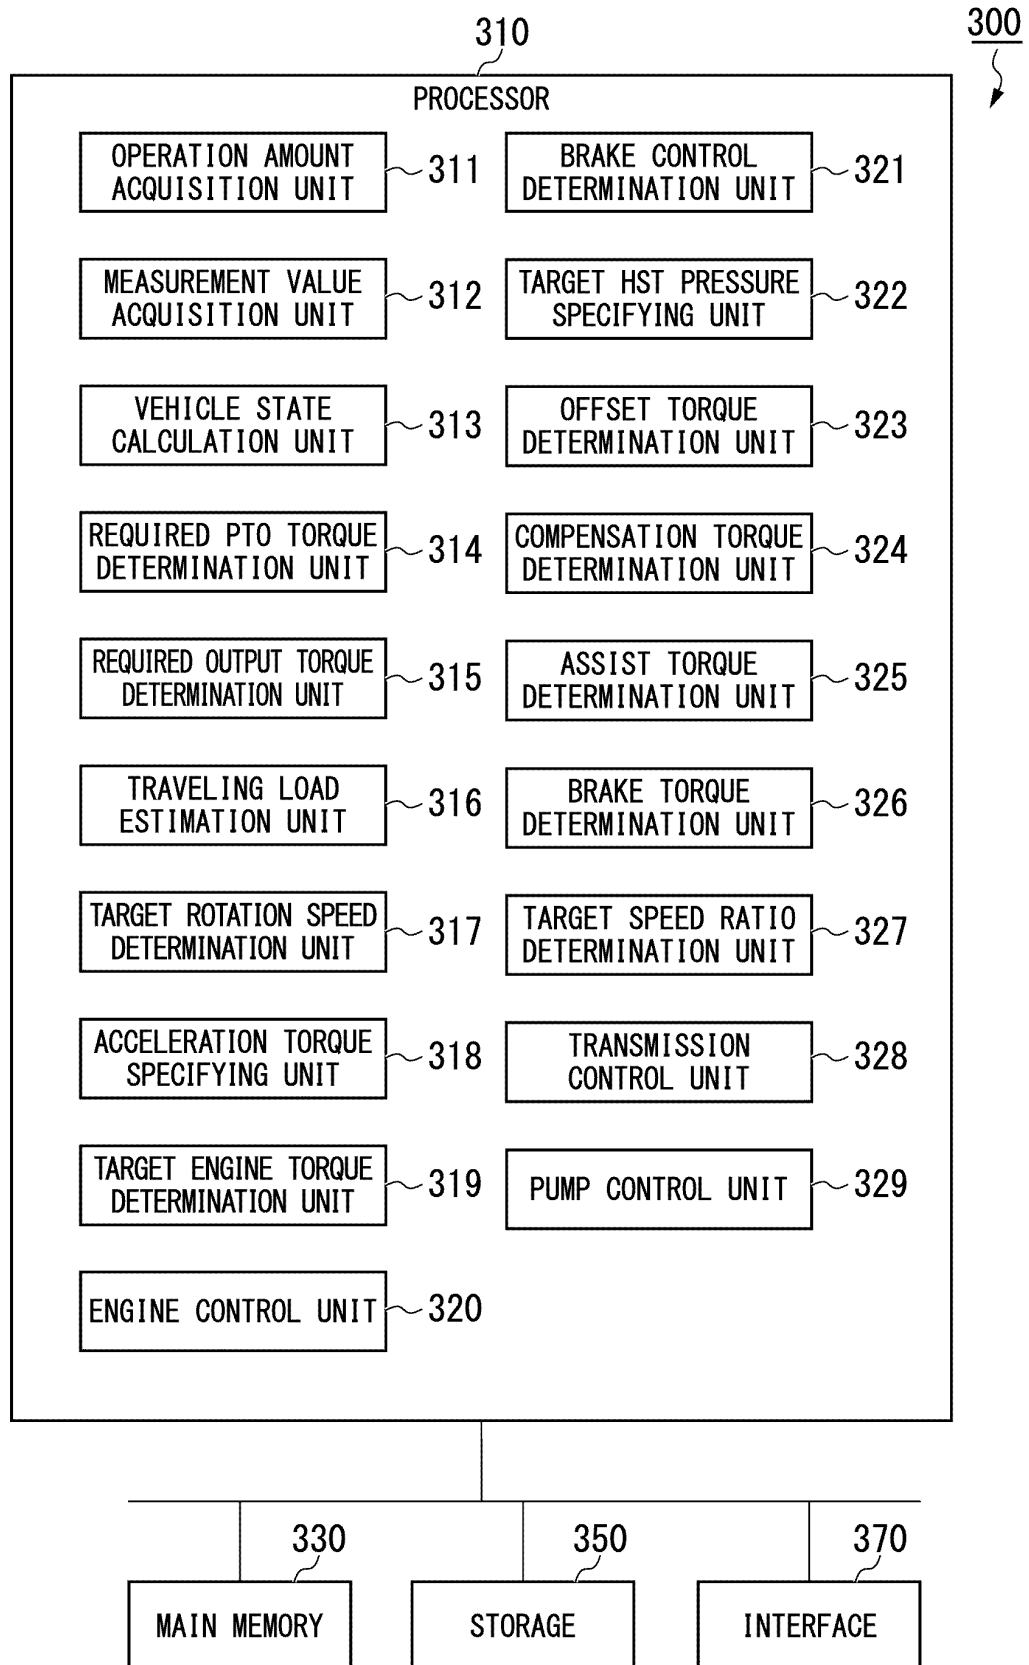 300
310
PROCESSOR
OPERATION AMOUNT
ACQUISITION UNIT
311
MEASUREMENT VALUE
ACQUISITION UNIT
312
VEHICLE STATE
CALCULATION UNIT
313
REQUIRED PTO TORQUE
DETERMINATION UNIT
314
REQUIRED OUTPUT TORQUE
DETERMINATION UNIT
315
TRAVELING LOAD
ESTIMATION UNIT
316
TARGET ROTATION SPEED
DETERMINATION UNIT
317
ACCELERATION TORQUE
SPECIFYING UNIT
318
TARGET ENGINE TORQUE
DETERMINATION UNIT
319
ENGINE CONTROL UNIT
320
BRAKE CONTROL
DETERMINATION UNIT
321
TARGET HST PRESSURE
SPECIFYING UNIT
322
OFFSET TORQUE
DETERMINATION UNIT
323
COMPENSATION TORQUE
DETERMINATION UNIT
324
ASSIST TORQUE
DETERMINATION UNIT
325
BRAKE TORQUE
DETERMINATION UNIT
326
TARGET SPEED RATIO
DETERMINATION UNIT
327
TRANSMISSION
CONTROL UNIT
328
PUMP CONTROL UNIT
329
330
MAIN MEMORY
350
STORAGE
370
INTERFACE